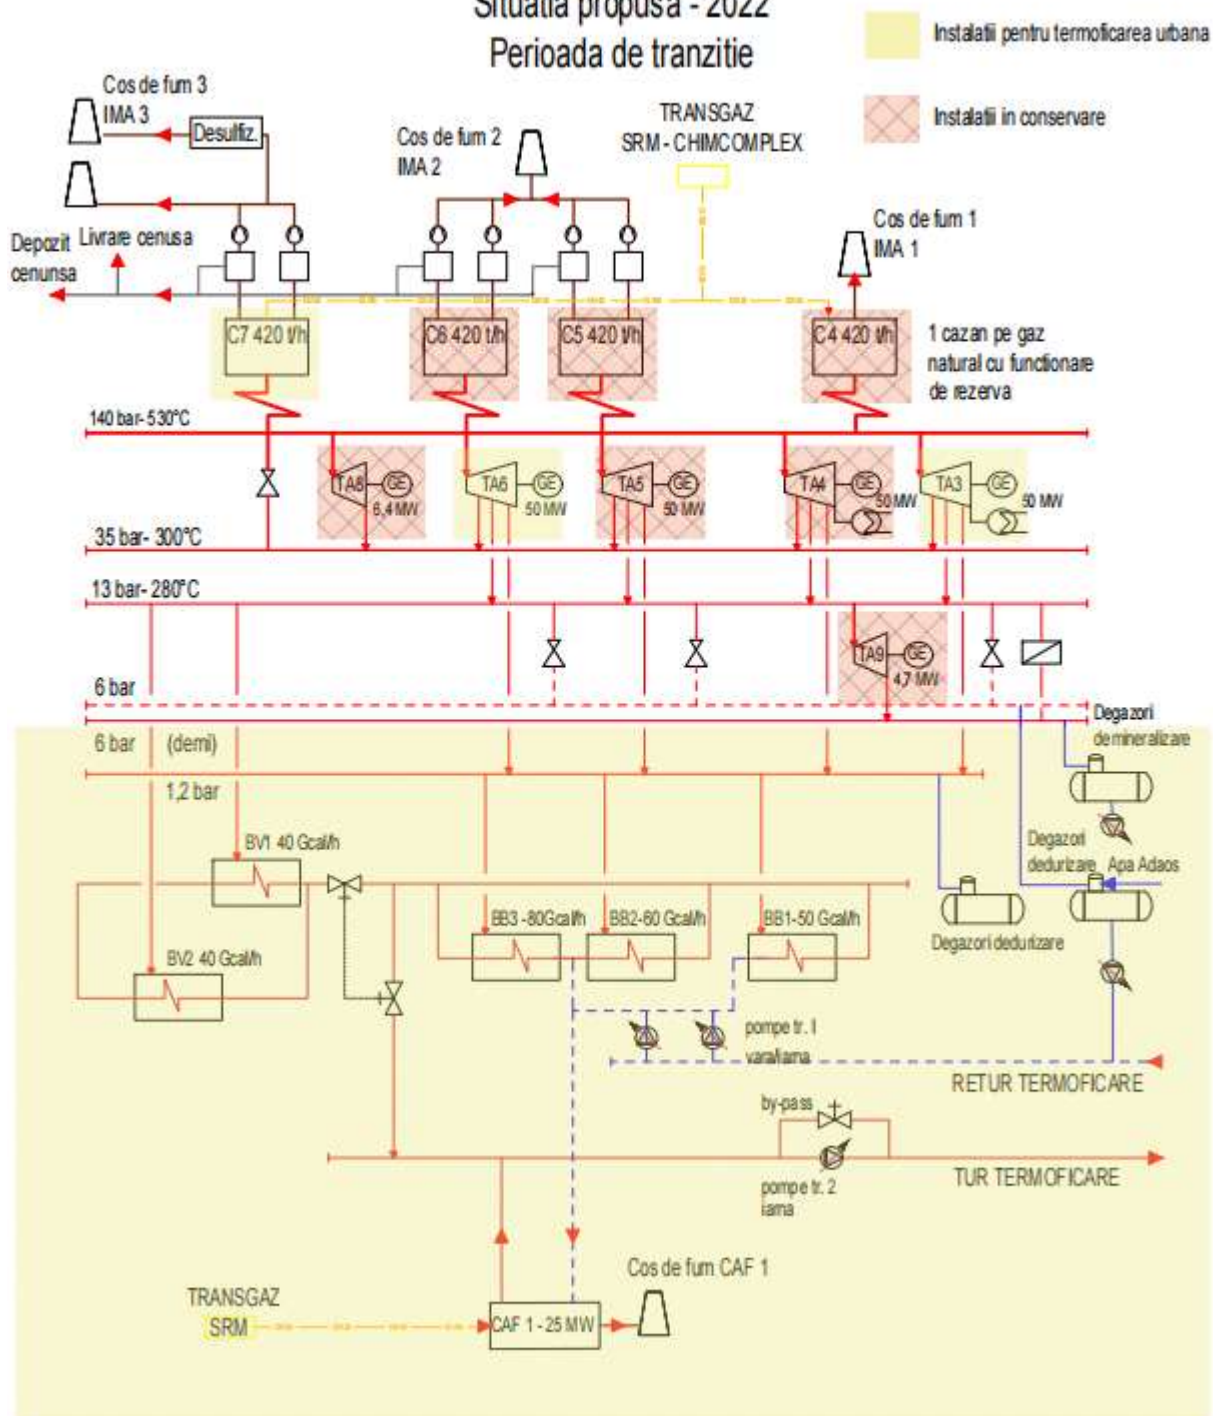 Situatia propusa - 2022
Perioada de tranzitie
Instalatii pentru termoficarea urbana
Instalatii in conservare
Cos de fum 3
IMA 3
Desulfiz.
Cos de fum 2
IMA 2
TRANSGAZ
SRM - CHIMCOMPLEX
Cos de fum 1
IMA 1
Depozit
cenunsa
Livrare cenusa
C7 420 t/h
C6 420 t/h
C5 420 t/h
C4 420 t/h
1 cazan pe gaz
natural cu functionare
de rezerva
140 bar- 530°C
TA8
GE
6,4 MW
TA6
GE
50 MW
TA5
GE
50 MW
TA4
GE
50 MW
TA3
GE
50 MW
35 bar- 300°C
13 bar- 280°C
TA9
GE
4,7 MW
6 bar
6 bar (demi)
1,2 bar
Degazori
demineralizare
Degazori
dedurizare
Apa Adaos
Degazori dedurizare
BV1 40 Gcal/h
BV2 40 Gcal/h
BB3 -80Gcal/h
BB2-60 Gcal/h
BB1-50 Gcal/h
pompe tr. I
vara/iarna
RETUR TERMOFICARE
by-pass
TUR TERMOFICARE
pompe tr. 2
iarna
Cos de fum CAF 1
TRANSGAZ
SRM
CAF 1 - 25 MW